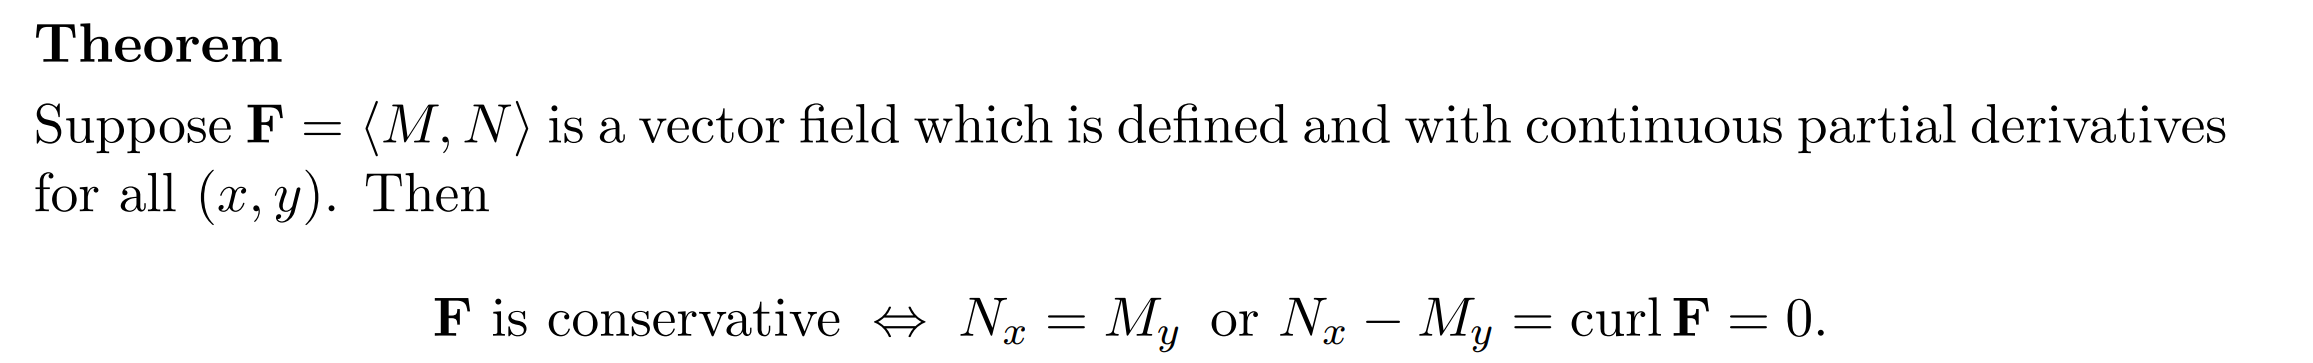 Theorem
Suppose F = ⟨M, N⟩ is a vector field which is defined and with continuous partial derivatives
for all (x, y). Then
F is conservative ⇔ N_x = M_y or N_x − M_y = curl F = 0.